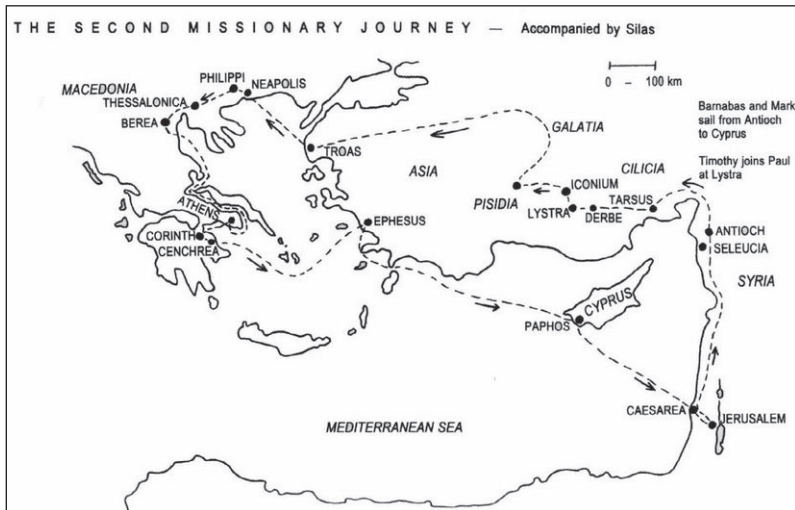 THE SECOND MISSIONARY JOURNEY — Accompanied by Silas
0 – 100 km
MACEDONIA
PHILIPPI
NEAPOLIS
THESSALONICA
BEREA
TROAS
GALATIA
Barnabas and Mark
sail from Antioch
to Cyprus
Timothy joins Paul
at Lystra
ASIA
CILICIA
PISIDIA
ICONIUM
LYSTRA
DERBE
TARSUS
ATHENS
CORINTH
CENCHREA
EPHESUS
ANTIOCH
SELEUCIA
SYRIA
CYPRUS
PAPHOS
CAESAREA
JERUSALEM
MEDITERRANEAN SEA